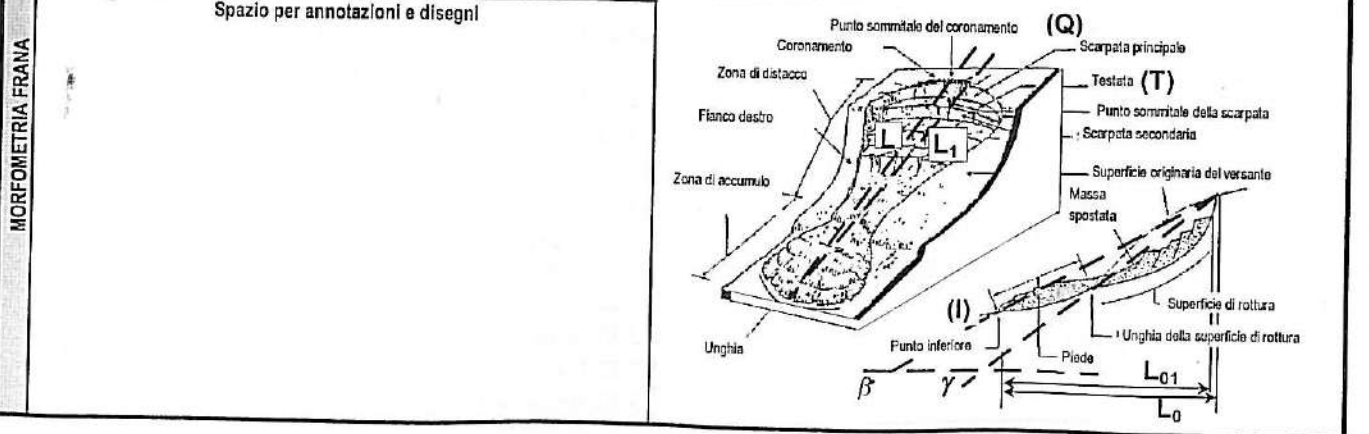 MORFOMETRIA FRANA
Spazio per annotazioni e disegni
Punto sommitale del coronamento (Q)
Coronamento
Scarpata principale
Zona di distacco
Testata (T)
Punto sommitale della scarpata
Fianco destro
Scarpata secondaria
L L1
Superficie originaria del versante
Zona di accumulo
Massa
spostata
(I)
Superficie di rottura
Unghia della superficie di rottura
Unghia
Punto inferiore
Piede
β γ
L01
L0